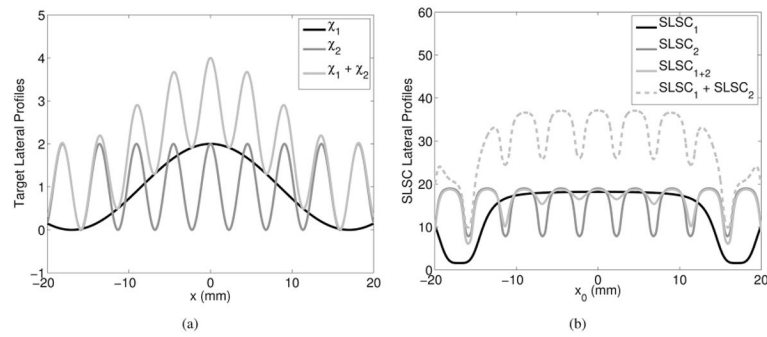 5
4
3
2
1
0
−1
−20
−10
0
10
20
Target Lateral Profiles
x (mm)
χ1
χ2
χ1 + χ2
(a)
60
50
40
30
20
10
0
−20
−10
0
10
20
SLSC Lateral Profiles
x0 (mm)
SLSC1
SLSC2
SLSC1+2
SLSC1 + SLSC2
(b)